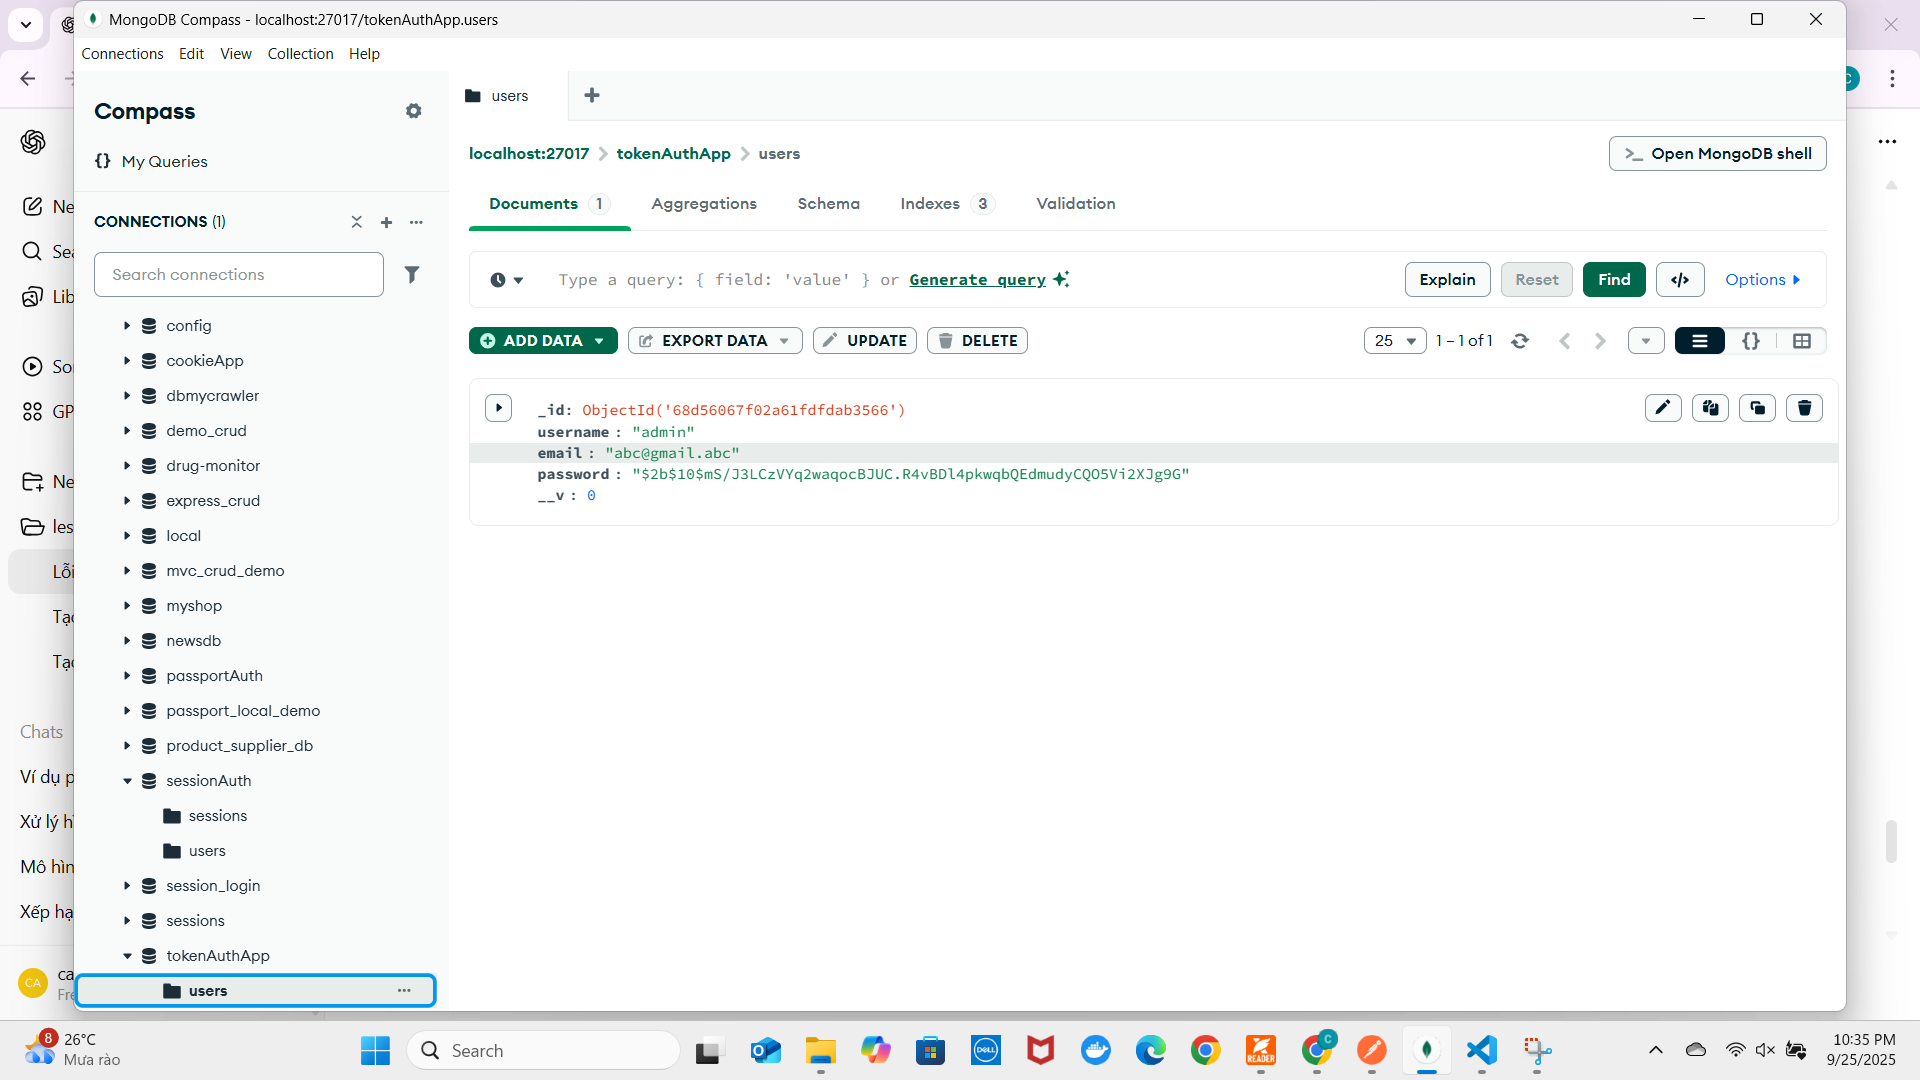 MongoDB Compass - localhost:27017/tokenAuthApp.users
Connections Edit View Collection Help
Compass
{} My Queries
CONNECTIONS (1)
Search connections
config
cookieApp
dbmycrawler
demo_crud
drug-monitor
express_crud
local
mvc_crud_demo
myshop
newsdb
passportAuth
passport_local_demo
product_supplier_db
sessionAuth
sessions
users
session_login
sessions
tokenAuthApp
users
users
localhost:27017 > tokenAuthApp > users
>_ Open MongoDB shell
Documents 1 Aggregations Schema Indexes 3 Validation
Type a query: { field: 'value' } or Generate query
Explain Reset Find </> Options
ADD DATA EXPORT DATA UPDATE DELETE
25 1 – 1 of 1 {}
_id: ObjectId('68d56067f02a61fdfdab3566')
username : "admin"
email : "abc@gmail.abc"
password : "$2b$10$mS/J3LCzVYq2waqocBJUC.R4vBDl4pkwqbQEdmudyCQO5Vi2XJg9G"
__v : 0
Ne
Sea
Lib
So
GP
Ne
les
Lỗi
Tạo
Tạo
Chats
Ví dụ p
Xử lý h
Mô hìn
Xếp hạ
CA
ca
Fre
C
8
26°C
Mưa rào
Search
DELL
READER
C
10:35 PM
9/25/2025